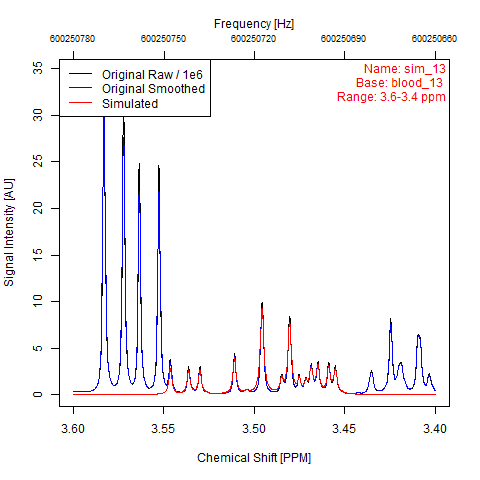 Frequency [Hz]
600250780 600250750 600250720 600250690 600250660
Original Raw / 1e6
Original Smoothed
Simulated
Name: sim_13
Base: blood_13
Range: 3.6-3.4 ppm
Signal Intensity [AU]
35
30
25
20
15
10
5
0
3.60 3.55 3.50 3.45 3.40
Chemical Shift [PPM]